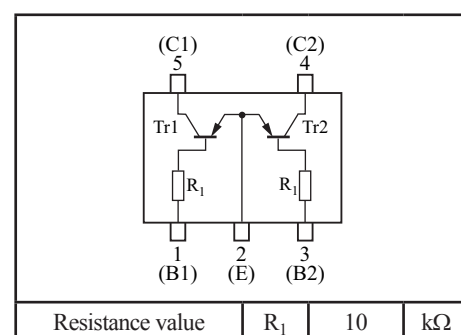 (C1) (C2)
5 4
Tr1 Tr2
R1 R1
1 2 3
(B1) (E) (B2)
Resistance value R1 10 kΩ